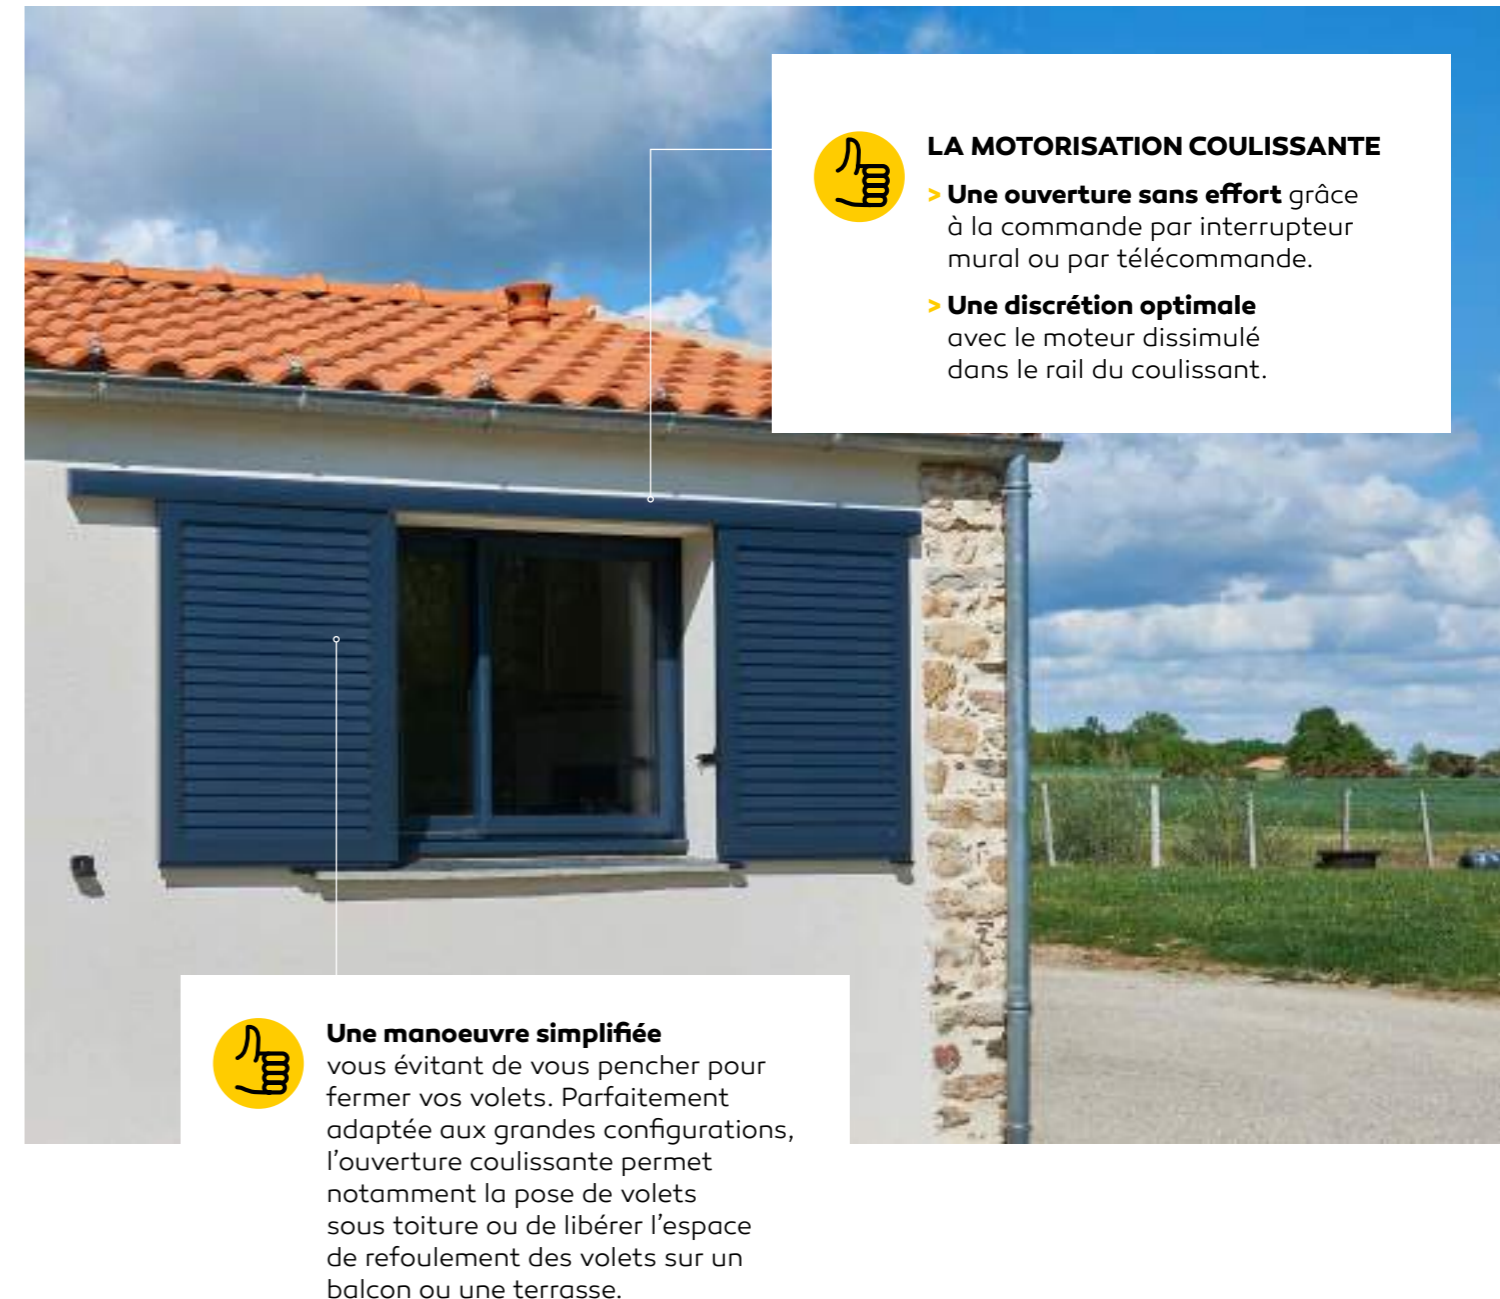 LA MOTORISATION COULISSANTE
> Une ouverture sans effort grâce
à la commande par interrupteur
mural ou par télécommande.
> Une discrétion optimale
avec le moteur dissimulé
dans le rail du coulissant.
Une manoeuvre simplifiée
vous évitant de vous pencher pour
fermer vos volets. Parfaitement
adaptée aux grandes configurations,
l’ouverture coulissante permet
notamment la pose de volets
sous toiture ou de libérer l’espace
de refoulement des volets sur un
balcon ou une terrasse.